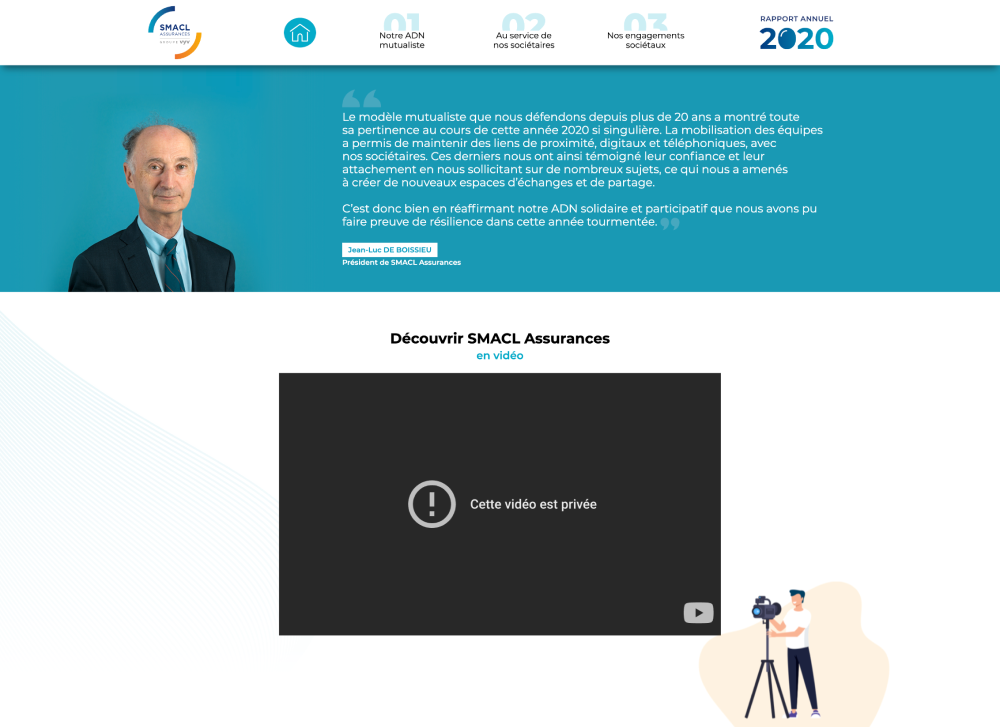 SMACL
ASSURANCES
GROUPE VYV
01
Notre ADN
mutualiste
02
Au service de
nos sociétaires
03
Nos engagements
sociétaux
RAPPORT ANNUEL
2020
Le modèle mutualiste que nous défendons depuis plus de 20 ans a montré toute
sa pertinence au cours de cette année 2020 si singulière. La mobilisation des équipes
a permis de maintenir des liens de proximité, digitaux et téléphoniques, avec
nos sociétaires. Ces derniers nous ont ainsi témoigné leur confiance et leur
attachement en nous sollicitant sur de nombreux sujets, ce qui nous a amenés
à créer de nouveaux espaces d’échanges et de partage.
C’est donc bien en réaffirmant notre ADN solidaire et participatif que nous avons pu
faire preuve de résilience dans cette année tourmentée.
Jean-Luc DE BOISSIEU
Président de SMACL Assurances
Découvrir SMACL Assurances
en vidéo
Cette vidéo est privée